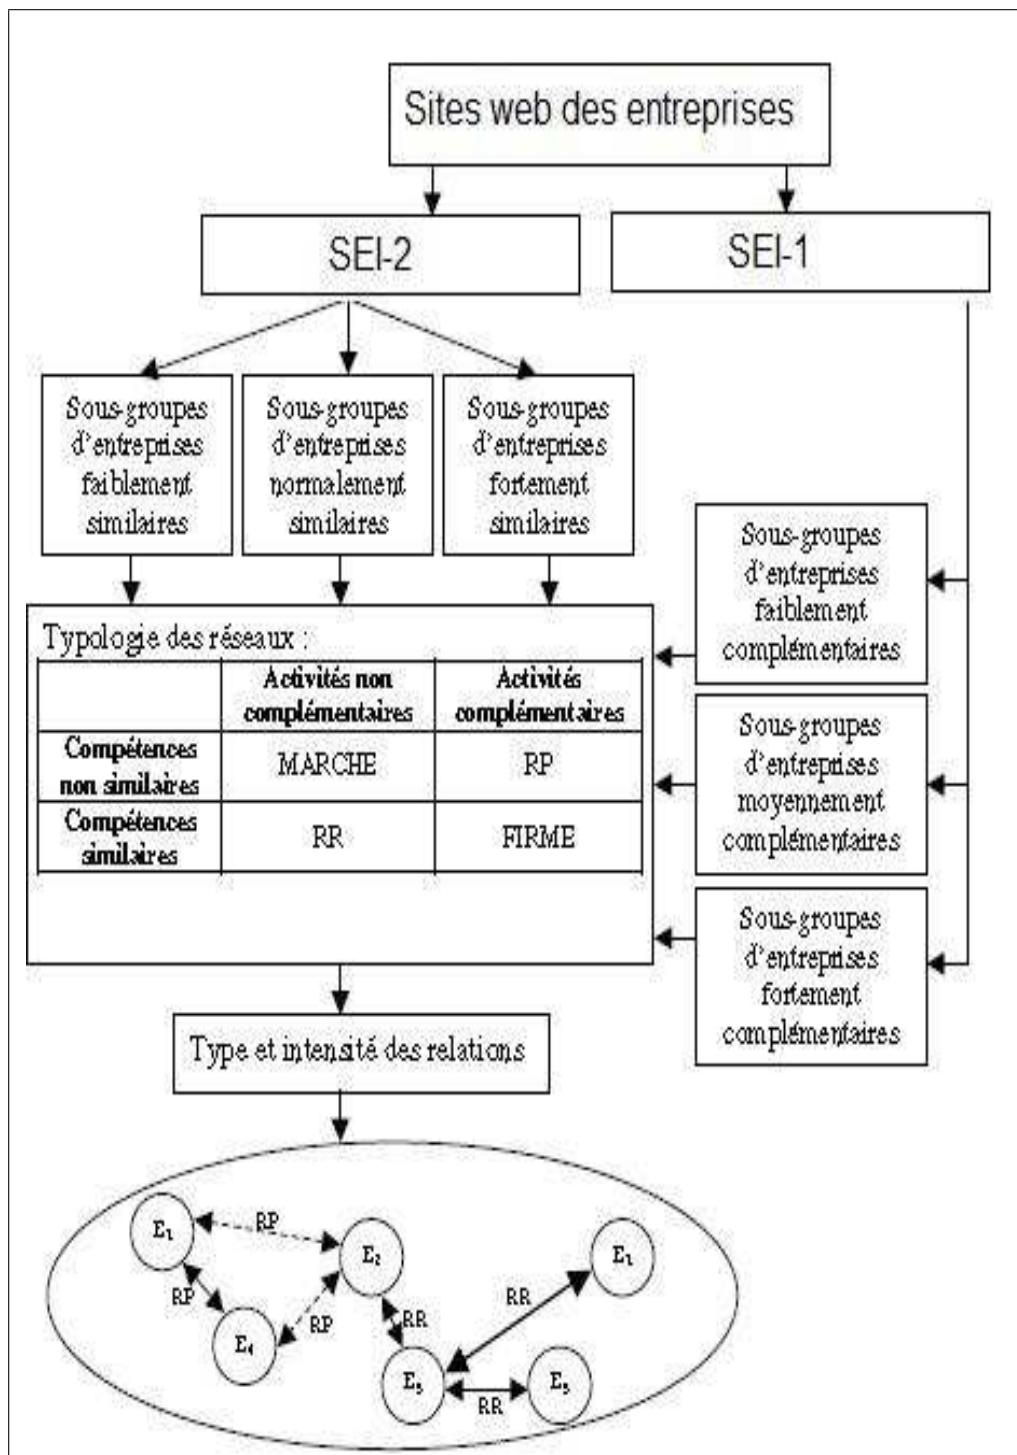 Sites web des entreprises
SEI-2
SEI-1
Sous-groupes
d'entreprises
faiblement
similaires
Sous-groupes
d'entreprises
normalement
similaires
Sous-groupes
d'entreprises
fortement
similaires
Sous-groupes
d'entreprises
faiblement
complémentaires
Typologie des réseaux :
Activités non
complémentaires
Activités
complémentaires
Compétences
non similaires
MARCHE
RP
Compétences
similaires
RR
FIRME
Sous-groupes
d'entreprises
moyennement
complémentaires
Sous-groupes
d'entreprises
fortement
complémentaires
Type et intensité des relations
RP
E₂
RP
RP
E₄
RR
RR
RR